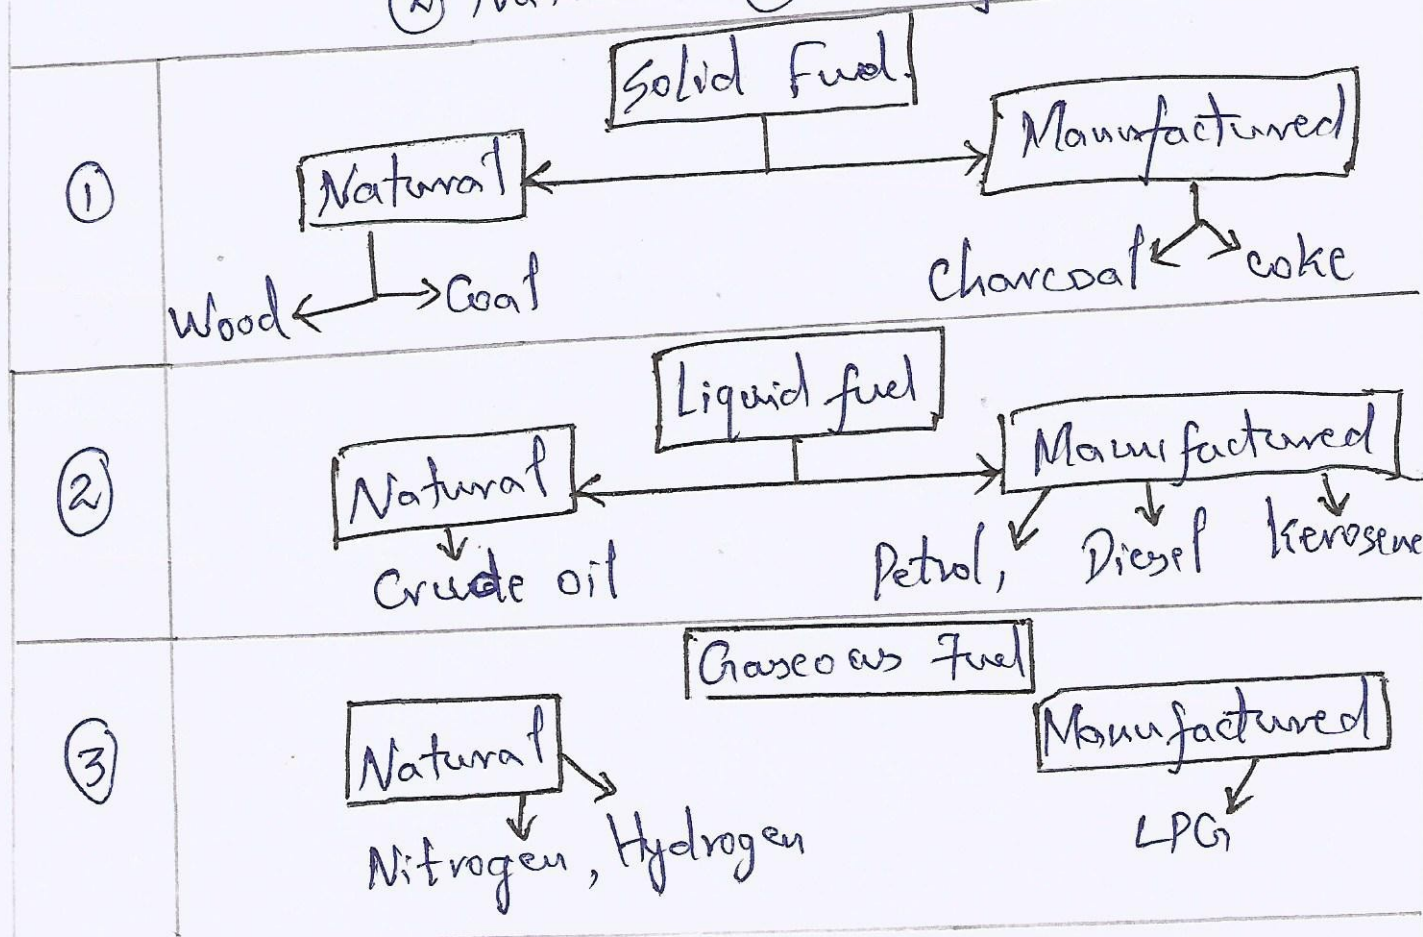 Solid Fuel
Manufactured
① Natural
Charcoal coke
Wood Coal
Liquid fuel
Manufactured
② Natural
Petrol, Diesel Kerosene
Crude oil
Gaseous Fuel
Manufactured
③ Natural
LPG
Nitrogen, Hydrogen